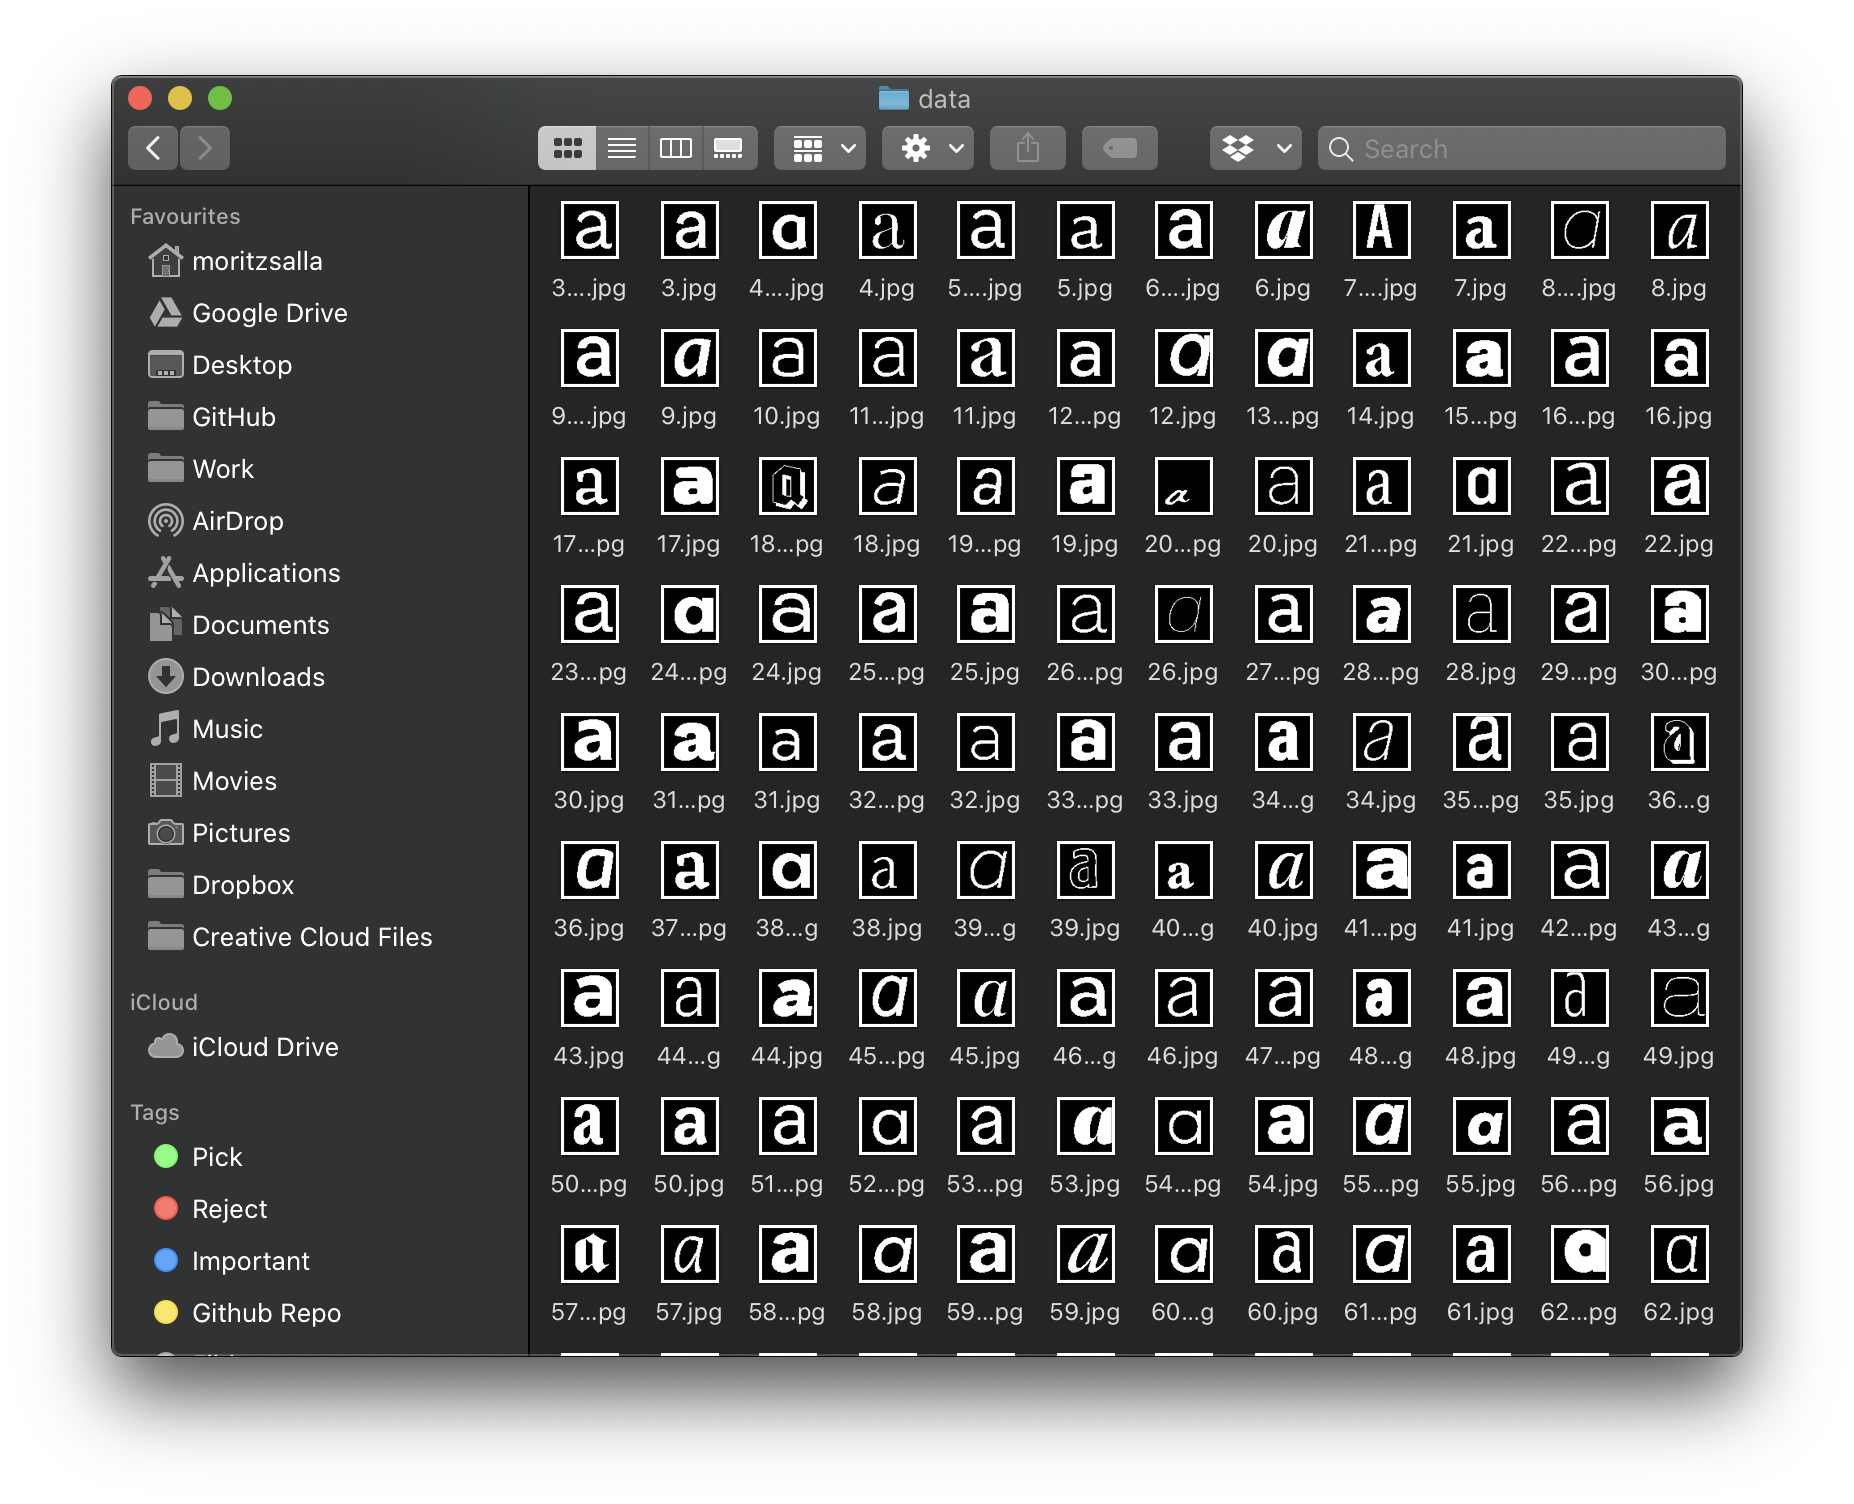 data
Search
Favourites
moritzsalla
Google Drive
Desktop
GitHub
Work
AirDrop
Applications
Documents
Downloads
Music
Movies
Pictures
Dropbox
Creative Cloud Files
iCloud
iCloud Drive
Tags
Pick
Reject
Important
Github Repo
a a a a a a a a A a a a
3....jpg 3.jpg 4....jpg 4.jpg 5....jpg 5.jpg 6....jpg 6.jpg 7....jpg 7.jpg 8....jpg 8.jpg
a a a a a a a a a a a a
9....jpg 9.jpg 10.jpg 11...jpg 11.jpg 12...pg 12.jpg 13...pg 14.jpg 15...pg 16...pg 16.jpg
a a a a a a a a a a a a
17...pg 17.jpg 18...pg 18.jpg 19...pg 19.jpg 20...pg 20.jpg 21...pg 21.jpg 22...pg 22.jpg
a a a a a a a a a a a a
23...pg 24...pg 24.jpg 25...pg 25.jpg 26...pg 26.jpg 27...pg 28...pg 28.jpg 29...pg 30...pg
a a a a a a a a a a a a
30.jpg 31...pg 31.jpg 32...pg 32.jpg 33...pg 33.jpg 34...g 34.jpg 35...pg 35.jpg 36...g
a a a a a a a a a a a a
36.jpg 37...pg 38...g 38.jpg 39...g 39.jpg 40...g 40.jpg 41...pg 41.jpg 42...pg 43...g
a a a a a a a a a a a a
43.jpg 44...g 44.jpg 45...pg 45.jpg 46...g 46.jpg 47...pg 48...g 48.jpg 49...g 49.jpg
a a a a a a a a a a a a
50...pg 50.jpg 51...pg 52...pg 53...pg 53.jpg 54...pg 54.jpg 55...pg 55.jpg 56...pg 56.jpg
a a a a a a a a a a a a
57...pg 57.jpg 58...pg 58.jpg 59...pg 59.jpg 60...g 60.jpg 61...pg 61.jpg 62...pg 62.jpg